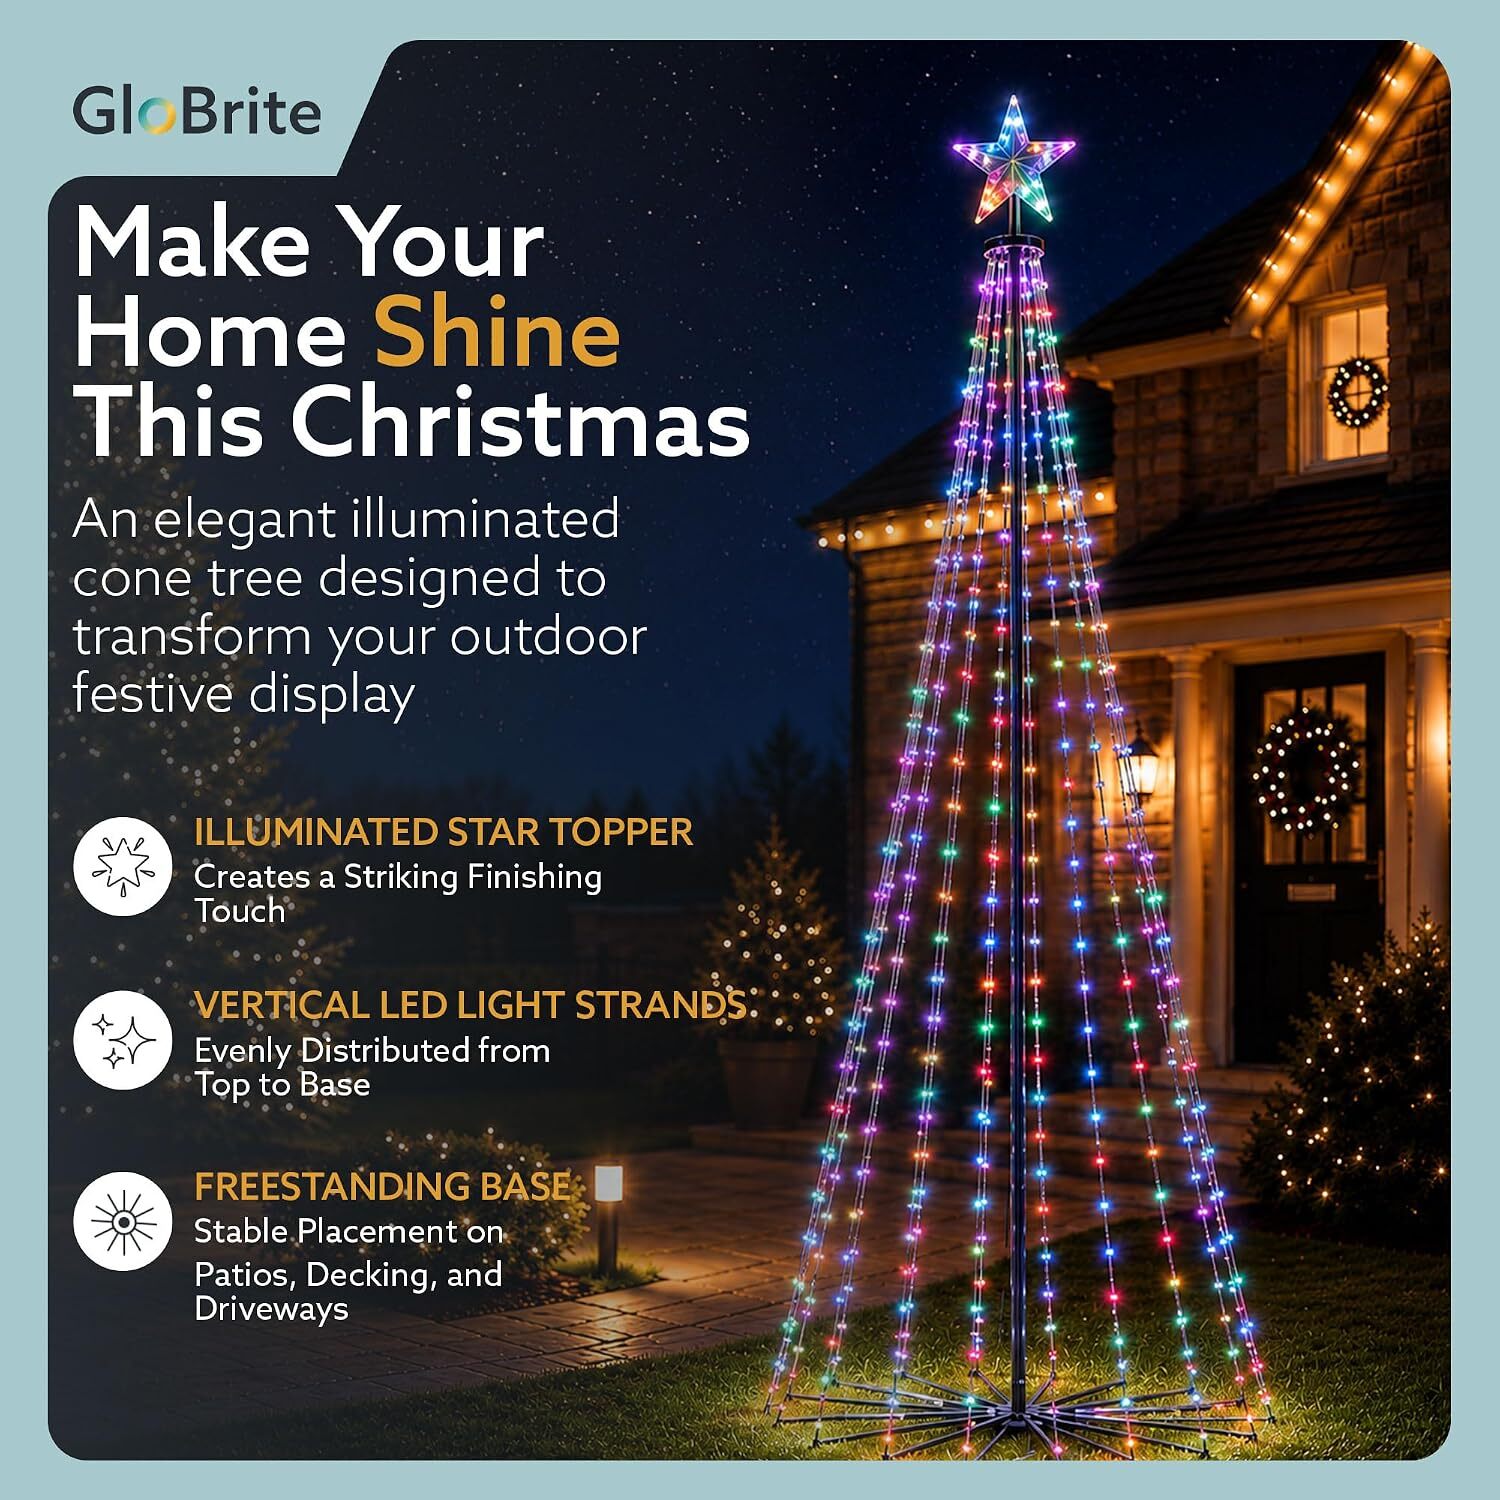 GloBrite
Make Your
Home Shine
This Christmas
An elegant illuminated
cone tree designed to
transform your outdoor
festive display
ILLUMINATED STAR TOPPER
Creates a Striking Finishing
Touch
VERTICAL LED LIGHT STRANDS
Evenly Distributed from
Top to Base
FREESTANDING BASE
Stable Placement on
Patios, Decking, and
Driveways